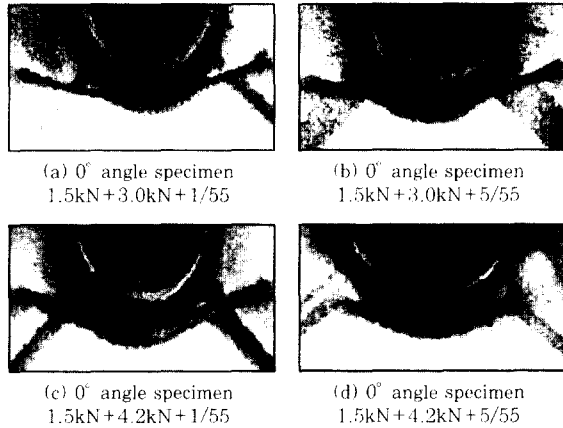 (a) 0° angle specimen
1.5kN+3.0kN+1/55
(b) 0° angle specimen
1.5kN+3.0kN+5/55
(c) 0° angle specimen
1.5kN+4.2kN+1/55
(d) 0° angle specimen
1.5kN+4.2kN+5/55